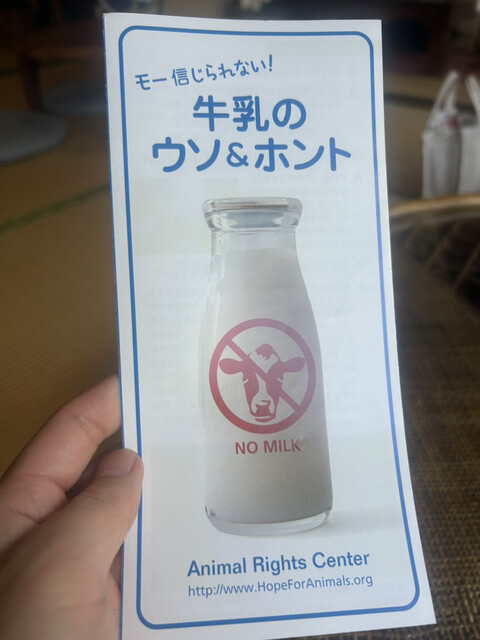 モー信じられない!
牛乳の
ウソ&ホント
NO MILK
Animal Rights Center
http://www.HopeForAnimals.org